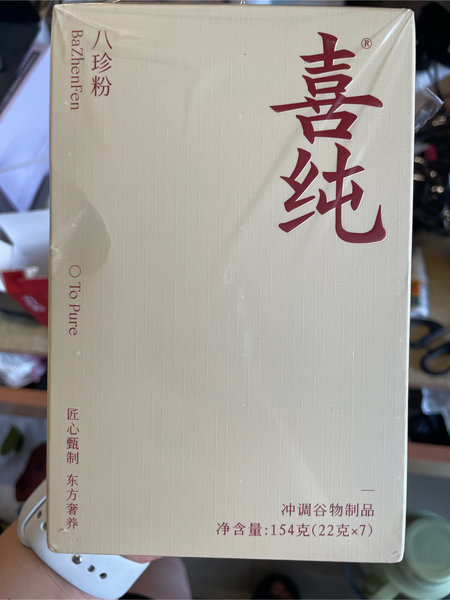 八珍粉
BaZhenFen
喜纯®
To Pure
匠心甄制 东方奢养
冲调谷物制品
净含量:154克(22克×7)